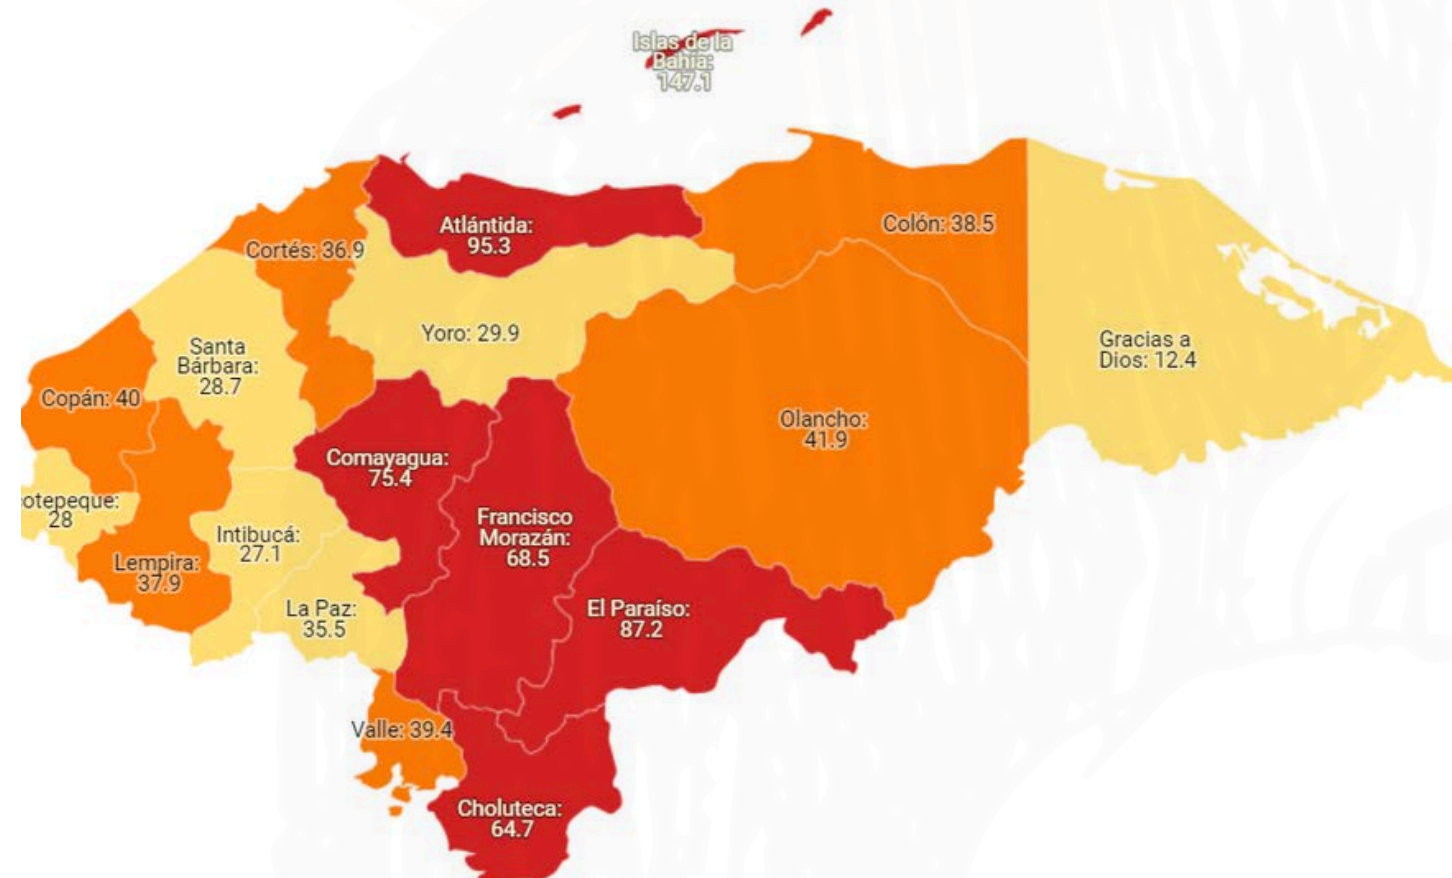 Islas de la
Bahía:
147.1
Atlántida:
95.3
Colón: 38.5
Cortés: 36.9
Yoro: 29.9
Santa
Bárbara:
28.7
Gracias a
Dios: 12.4
Copán: 40
Olancho:
41.9
Comayagua:
75.4
otepeque:
28
Francisco
Morazán:
68.5
Intibucá:
27.1
Lempira:
37.9
La Paz:
35.5
El Paraíso:
87.2
Valle: 39.4
Choluteca:
64.7